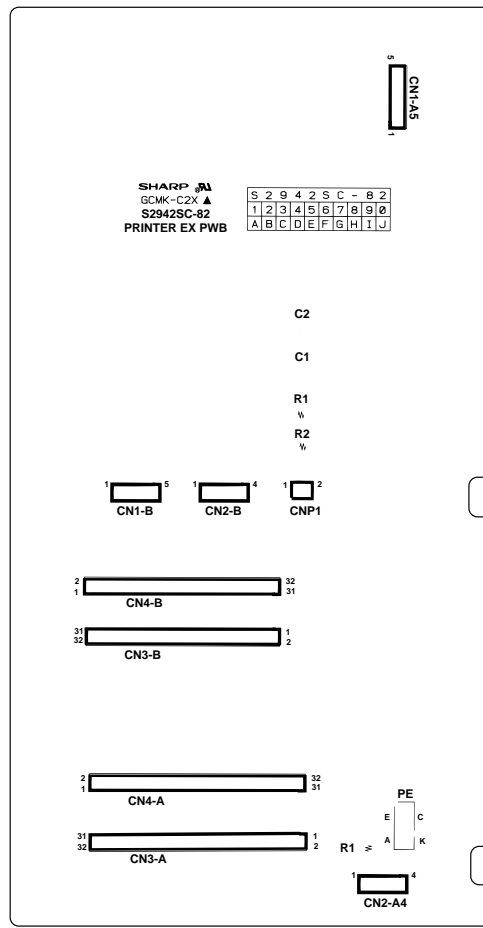 5
CN1-A5
1
SHARP
GCMK-C2X ▲
S2942SC-82
PRINTER EX PWB
S 2 9 4 2 S C - 8 2
1 2 3 4 5 6 7 8 9 0
A B C D E F G H I J
C2
C1
R1
R2
1 5
CN1-B
1 4
CN2-B
1 2
CNP1
2 32
1 31
CN4-B
31 1
32 2
CN3-B
2 32
1 31
CN4-A
31 1
32 2
CN3-A
PE
E C
A K
R1
1 4
CN2-A4